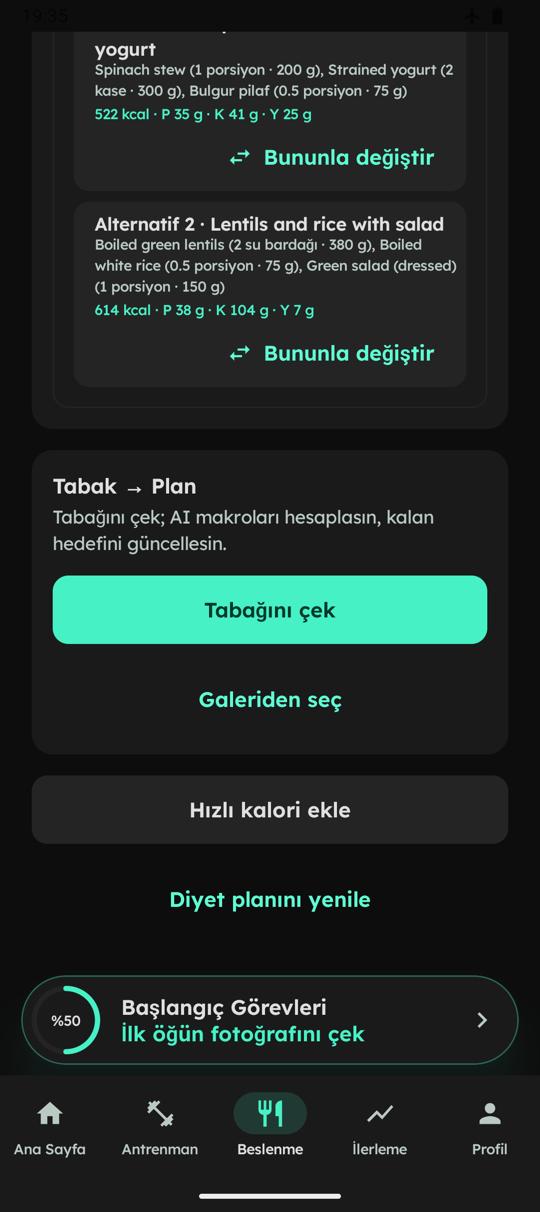 19:35
yogurt
Spinach stew (1 porsiyon · 200 g), Strained yogurt (2
kase · 300 g), Bulgur pilaf (0.5 porsiyon · 75 g)
522 kcal · P 35 g · K 41 g · Y 25 g
Bununla değiştir
Alternatif 2 · Lentils and rice with salad
Boiled green lentils (2 su bardağı · 380 g), Boiled
white rice (0.5 porsiyon · 75 g), Green salad (dressed)
(1 porsiyon · 150 g)
614 kcal · P 38 g · K 104 g · Y 7 g
Bununla değiştir
Tabak → Plan
Tabağını çek; AI makroları hesaplasın, kalan
hedefini güncellesin.
Tabağını çek
Galeriden seç
Hızlı kalori ekle
Diyet planını yenile
%50
Başlangıç Görevleri
İlk öğün fotoğrafını çek
Ana Sayfa
Antrenman
Beslenme
İlerleme
Profil